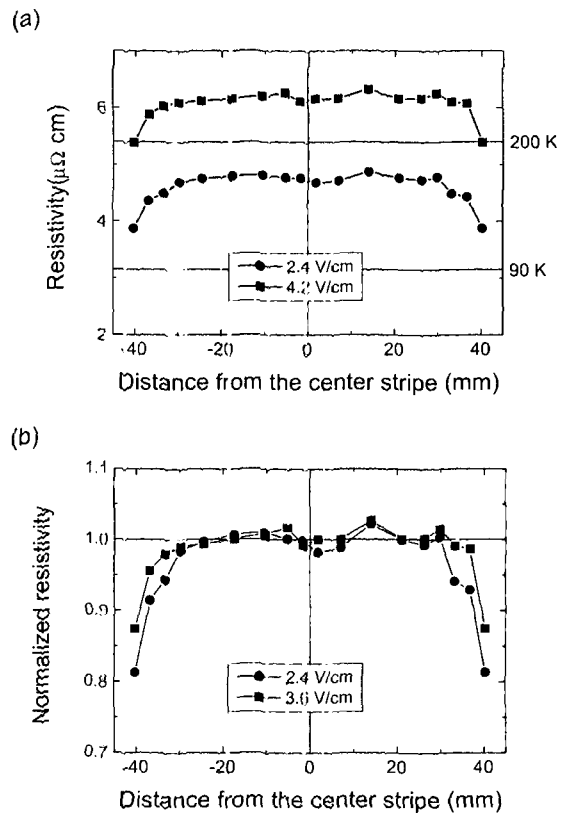 (a)
6
4
2
Resistivity(μΩ cm)
200 K
90 K
2.4 V/cm
4.2 V/cm
-40 -20 0 20 40
Distance from the center stripe (mm)
(b)
1.1
1.0
0.9
0.8
0.7
Normalized resistivity
2.4 V/cm
3.6 V/cm
-40 -20 0 20 40
Distance from the center stripe (mm)